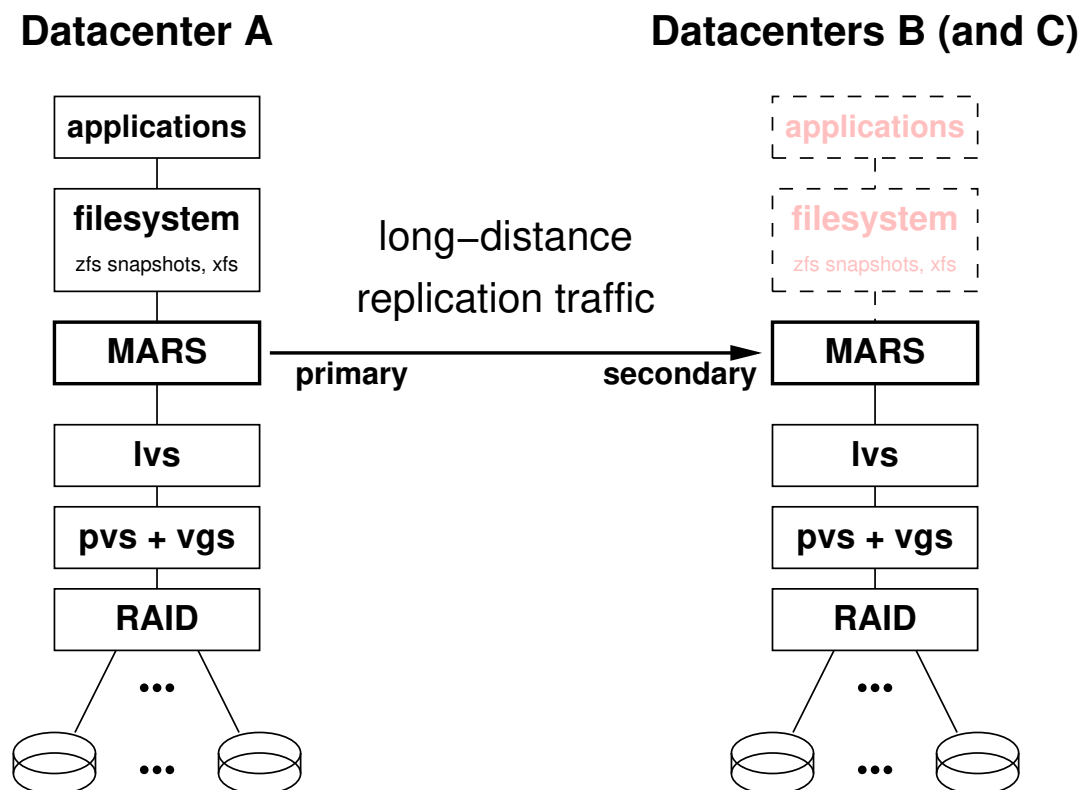 Datacenter A
Datacenters B (and C)
applications
filesystem
zfs snapshots, xfs
MARS
lvs
pvs + vgs
RAID
•••
•••
long−distance
replication traffic
primary
secondary
applications
filesystem
zfs snapshots, xfs
MARS
lvs
pvs + vgs
RAID
•••
•••